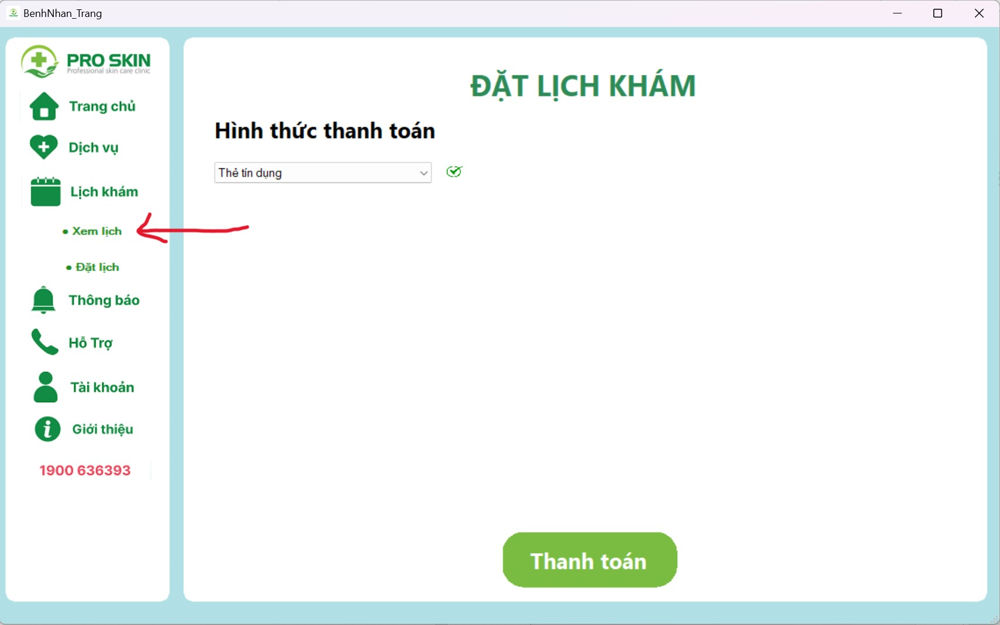 BenhNhan_Trang
PRO SKIN
Professional skin care clinic
Trang chủ
Dịch vụ
Lịch khám
• Xem lịch
• Đặt lịch
Thông báo
Hỗ Trợ
Tài khoản
Giới thiệu
1900 636393
ĐẶT LỊCH KHÁM
Hình thức thanh toán
Thẻ tín dụng
Thanh toán